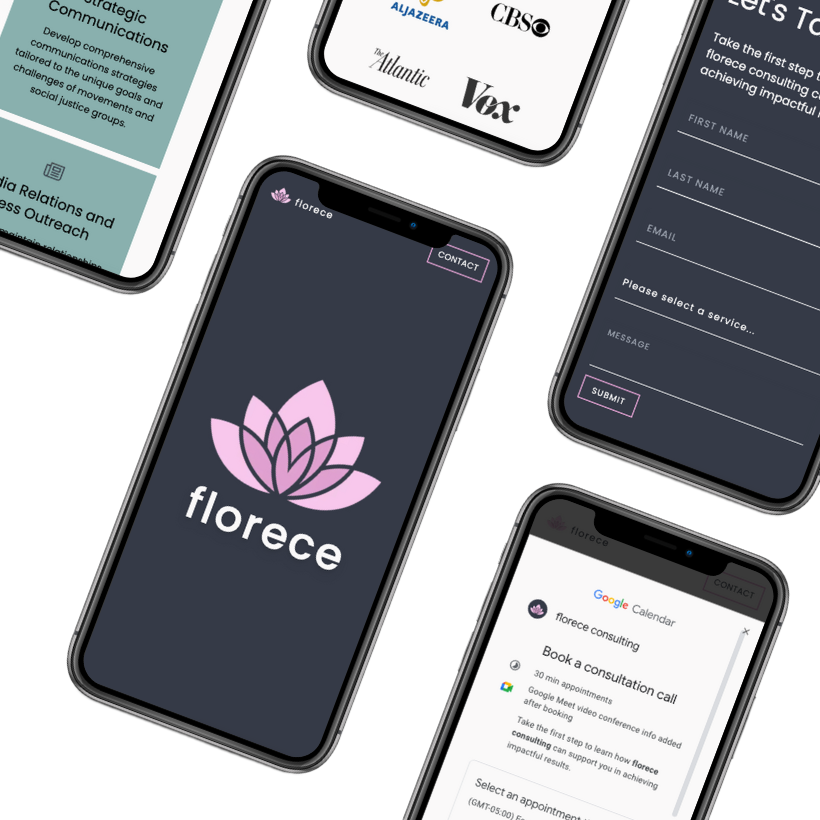 Strategic
Communications
Develop comprehensive
communications strategies
tailored to the unique goals and
challenges of movements and
social justice groups.
Relations and
Outreach
maintain relationships
ALJAZEERA
CBS
The
Atlantic
Vox
Let's
Take the first step
florece consulting
achieving impactful
FIRST NAME
LAST NAME
EMAIL
Please select a service...
MESSAGE
SUBMIT
florece
CONTACT
florece
florece
CONTACT
Google Calendar
florece consulting
Book a consultation call
30 min appointments
Google Meet video conference info added
after booking
Take the first step to learn how florece
consulting can support you in achieving
impactful results.
Select an appointment
(GMT-05:00)